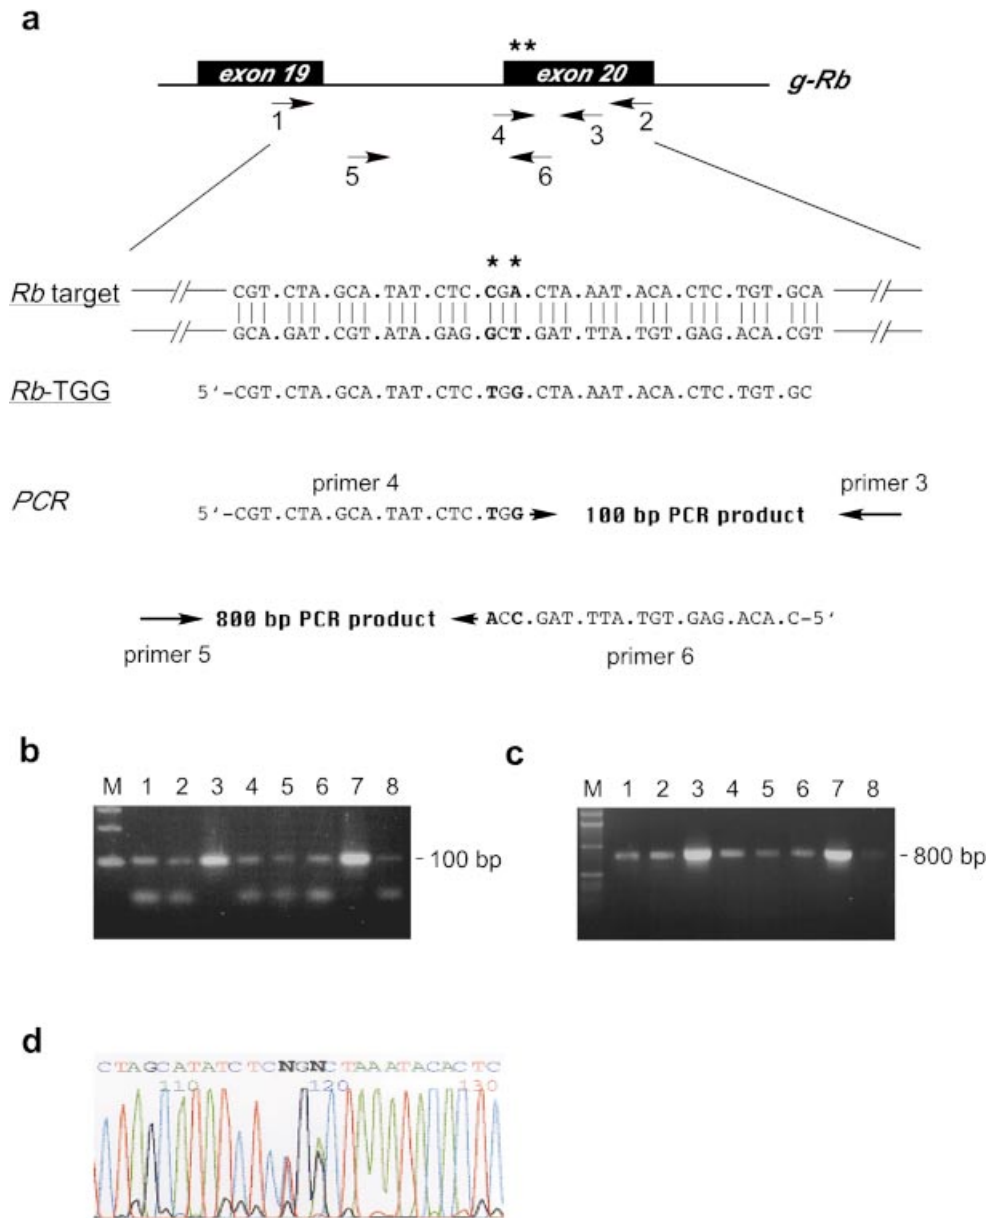 a
**
exon 19
exon 20
g-Rb
1
4
3
2
5
6
* *
Rb target
CGT.CTA.GCA.TAT.CTC.CGA.CTA.AAT.ACA.CTC.TGT.GCA
GCA.GAT.CGT.ATA.GAG.GCT.GAT.TTA.TGT.GAG.ACA.CGT
Rb-TGG
5‘-CGT.CTA.GCA.TAT.CTC.TGG.CTA.AAT.ACA.CTC.TGT.GC
PCR
primer 4
primer 3
5‘-CGT.CTA.GCA.TAT.CTC.TGG
100 bp PCR product
800 bp PCR product
ACC.GAT.TTA.TGT.GAG.ACA.C-5‘
primer 5
primer 6
b
M 1 2 3 4 5 6 7 8
- 100 bp
c
M 1 2 3 4 5 6 7 8
- 800 bp
d
CTAGCATATCTCNGNCTAAATACACTC
110 120 130